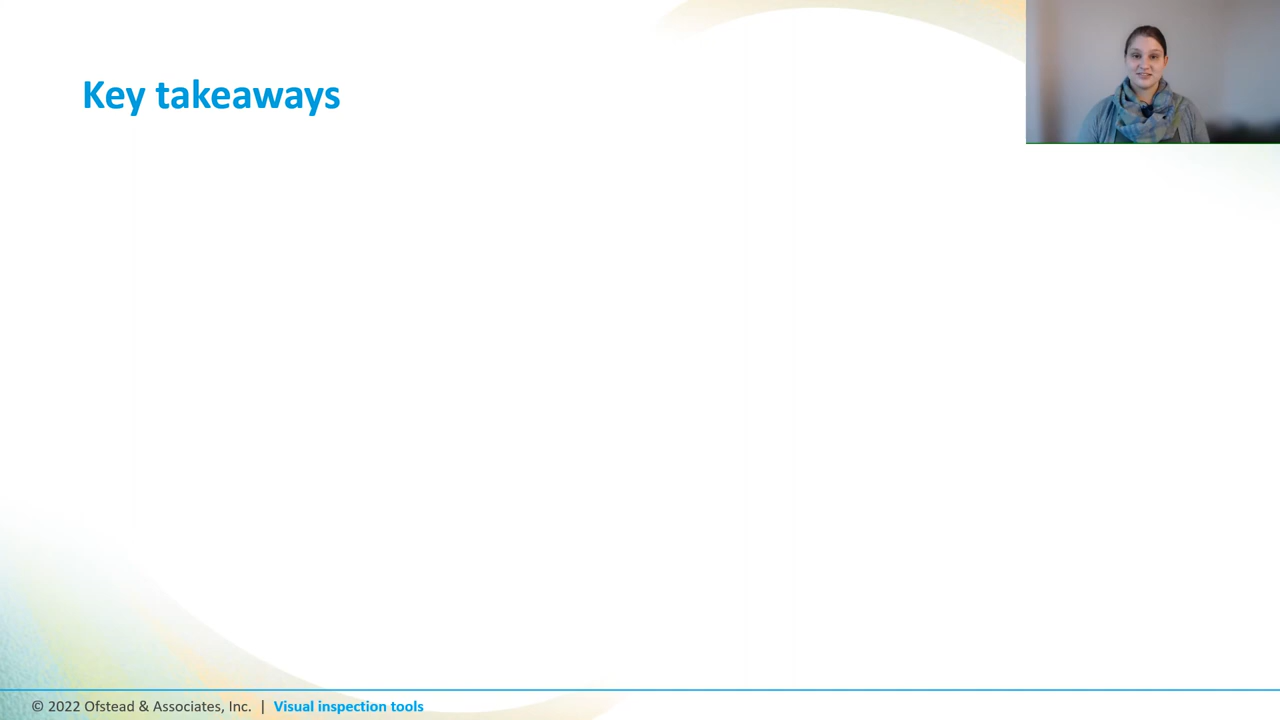 Key takeaways
© 2022 Ofstead & Associates, Inc. | Visual inspection tools